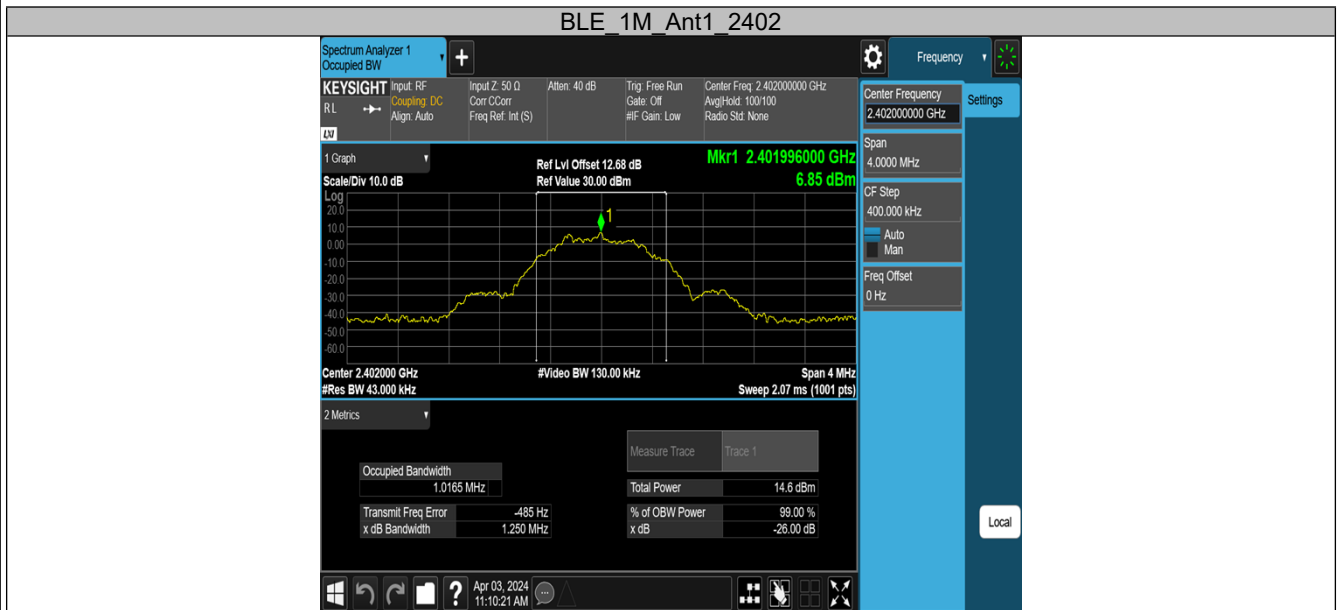 BLE_1M_Ant1_2402
Spectrum Analyzer 1
Occupied BW
+
Frequency
KEYSIGHT
RL
LXI
Input: RF
Coupling: DC
Align: Auto
Input Z: 50 Ω
Corr CCorr
Freq Ref: Int (S)
Atten: 40 dB
Trig: Free Run
Gate: Off
#IF Gain: Low
Center Freq: 2.402000000 GHz
Avg|Hold: 100/100
Radio Std: None
1 Graph
Scale/Div 10.0 dB
Ref Lvl Offset 12.68 dB
Ref Value 30.00 dBm
Mkr1 2.401996000 GHz
6.85 dBm
Log
20.0
10.0
0.00
-10.0
-20.0
-30.0
-40.0
-50.0
-60.0
1
Center 2.402000 GHz
#Video BW 130.00 kHz
Span 4 MHz
#Res BW 43.000 kHz
Sweep 2.07 ms (1001 pts)
2 Metrics
Measure Trace
Trace 1
Occupied Bandwidth
1.0165 MHz
Total Power
14.6 dBm
Transmit Freq Error
-485 Hz
% of OBW Power
99.00 %
x dB Bandwidth
1.250 MHz
x dB
-26.00 dB
Center Frequency
2.402000000 GHz
Settings
Span
4.0000 MHz
CF Step
400.000 kHz
Auto
Man
Freq Offset
0 Hz
Local
?
Apr 03, 2024
11:10:21 AM